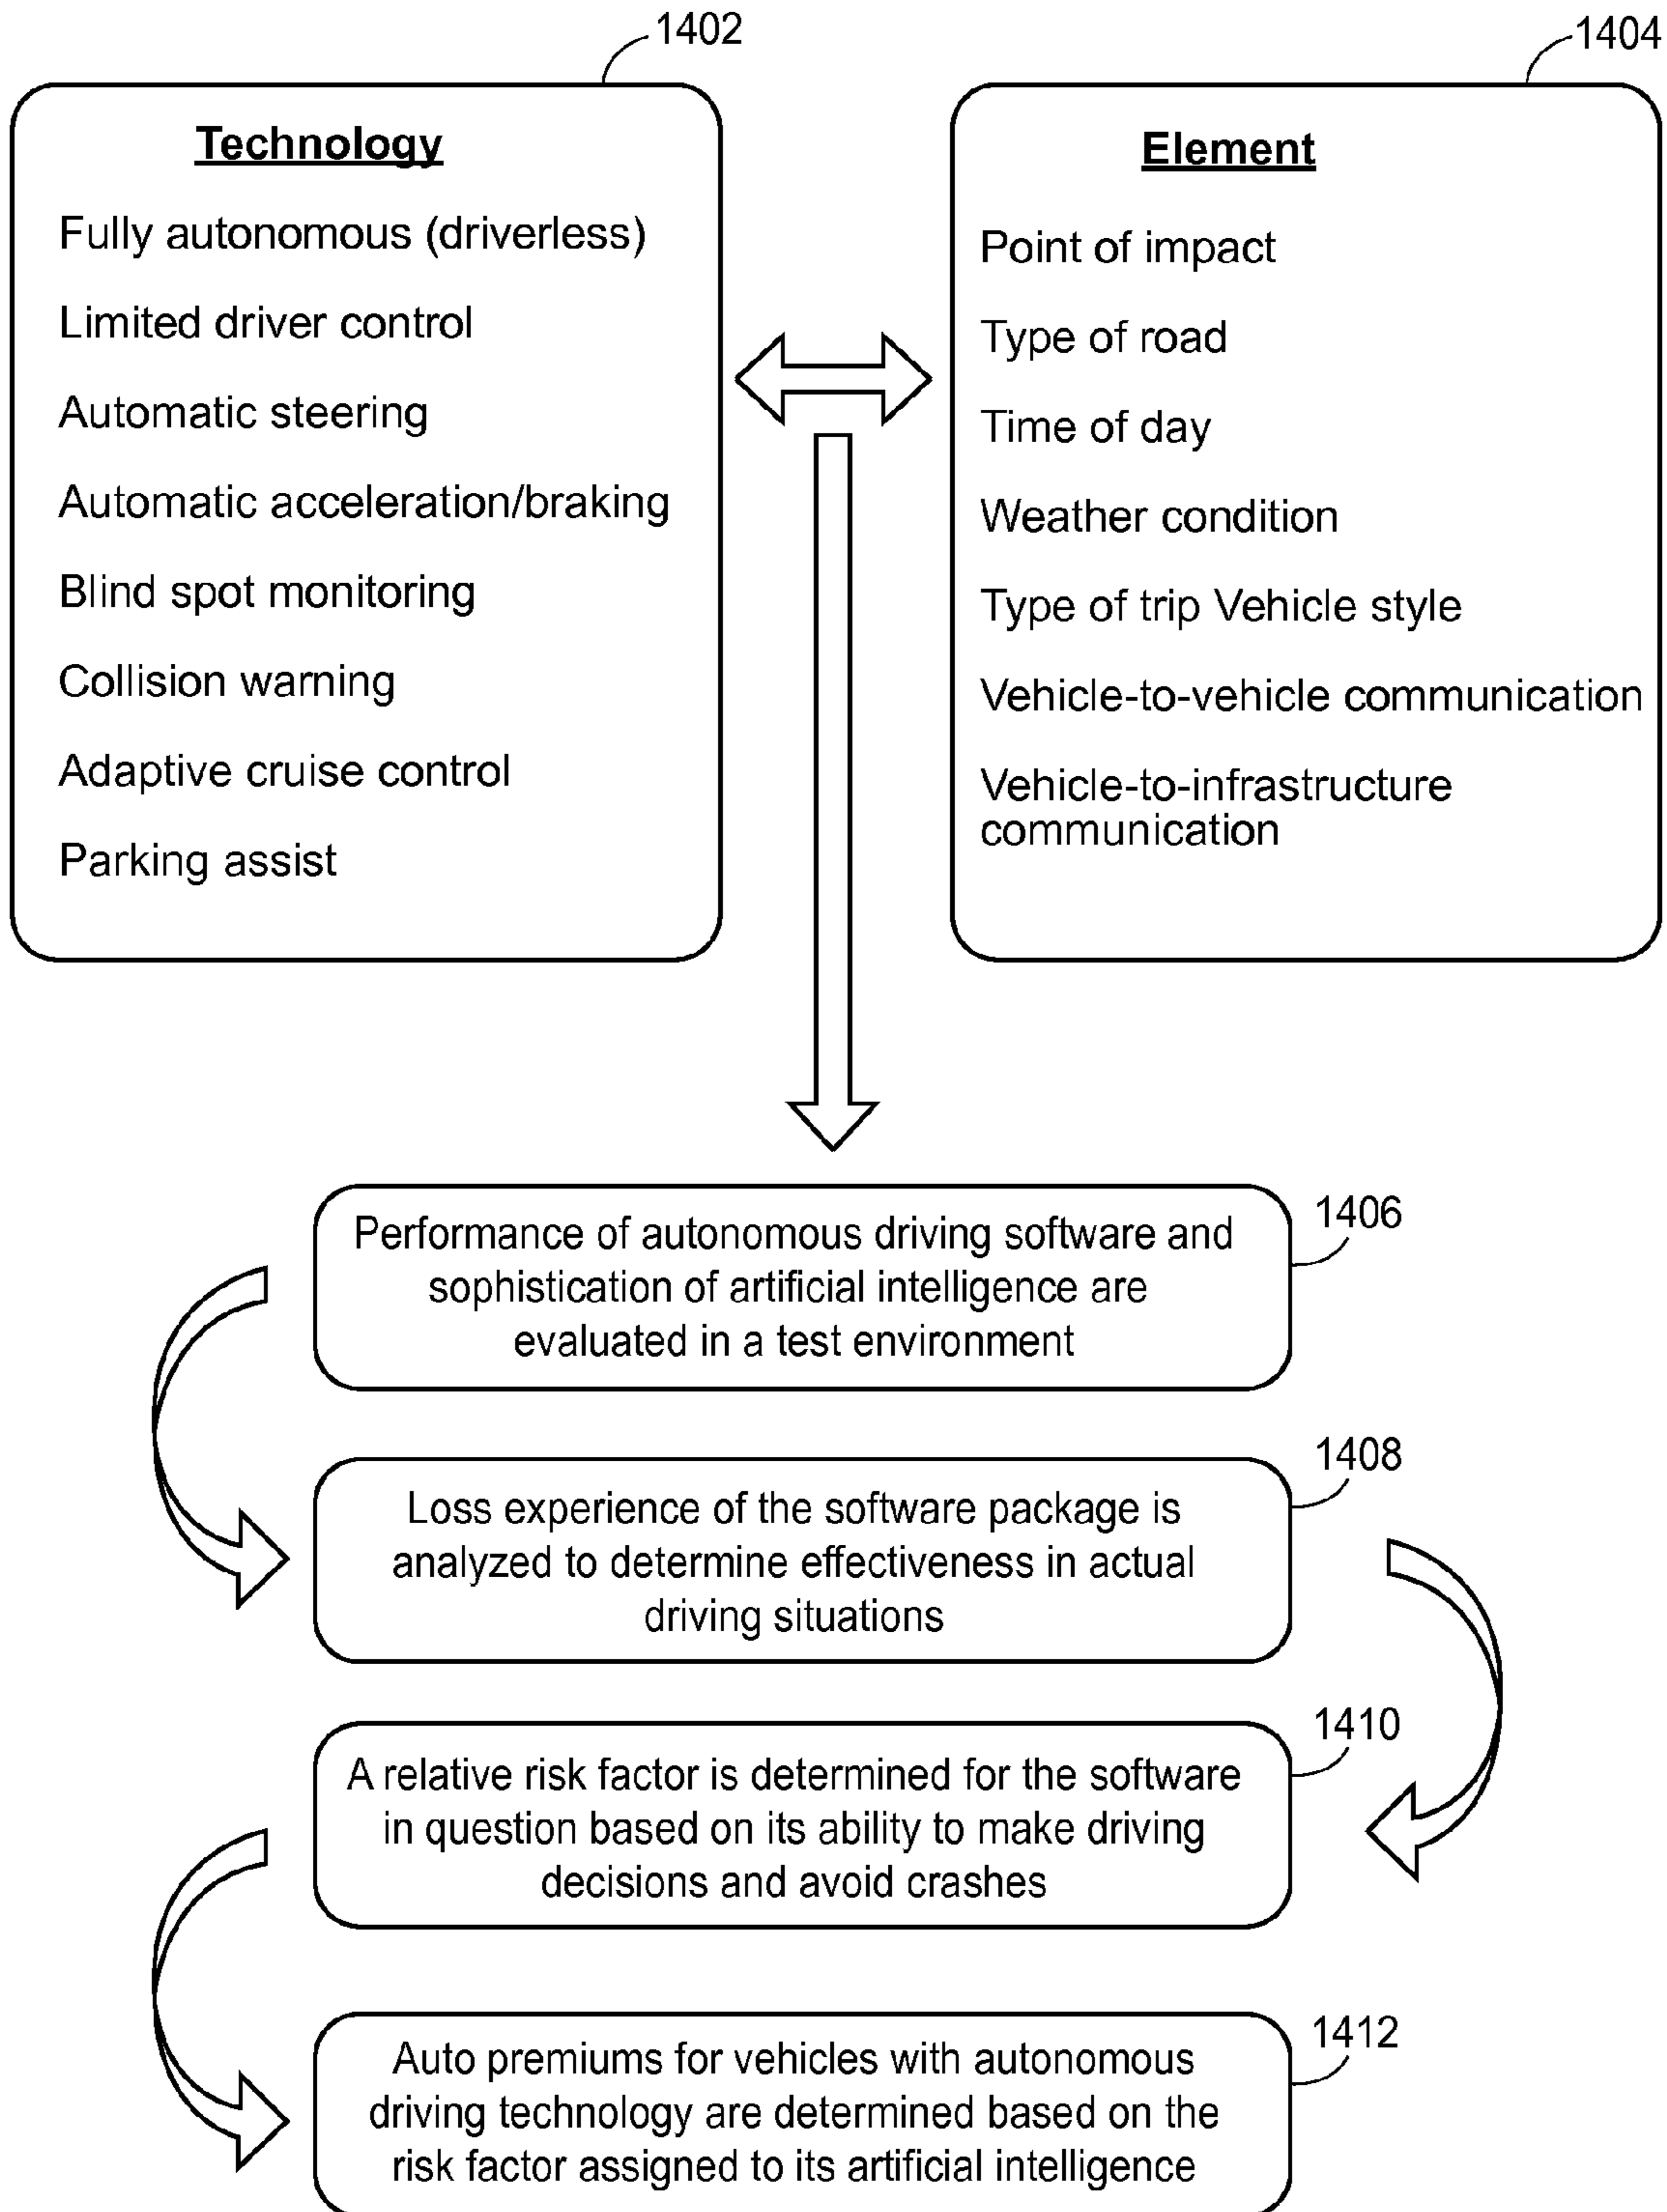 1402
Technology
Fully autonomous (driverless)
Limited driver control
Automatic steering
Automatic acceleration/braking
Blind spot monitoring
Collision warning
Adaptive cruise control
Parking assist
1404
Element
Point of impact
Type of road
Time of day
Weather condition
Type of trip Vehicle style
Vehicle-to-vehicle communication
Vehicle-to-infrastructure
communication
1406
Performance of autonomous driving software and
sophistication of artificial intelligence are
evaluated in a test environment
1408
Loss experience of the software package is
analyzed to determine effectiveness in actual
driving situations
1410
A relative risk factor is determined for the software
in question based on its ability to make driving
decisions and avoid crashes
1412
Auto premiums for vehicles with autonomous
driving technology are determined based on the
risk factor assigned to its artificial intelligence